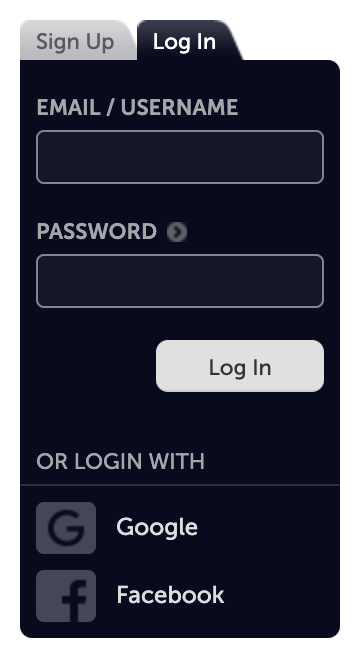 Sign Up
Log In
EMAIL / USERNAME
PASSWORD
Log In
OR LOGIN WITH
Google
Facebook